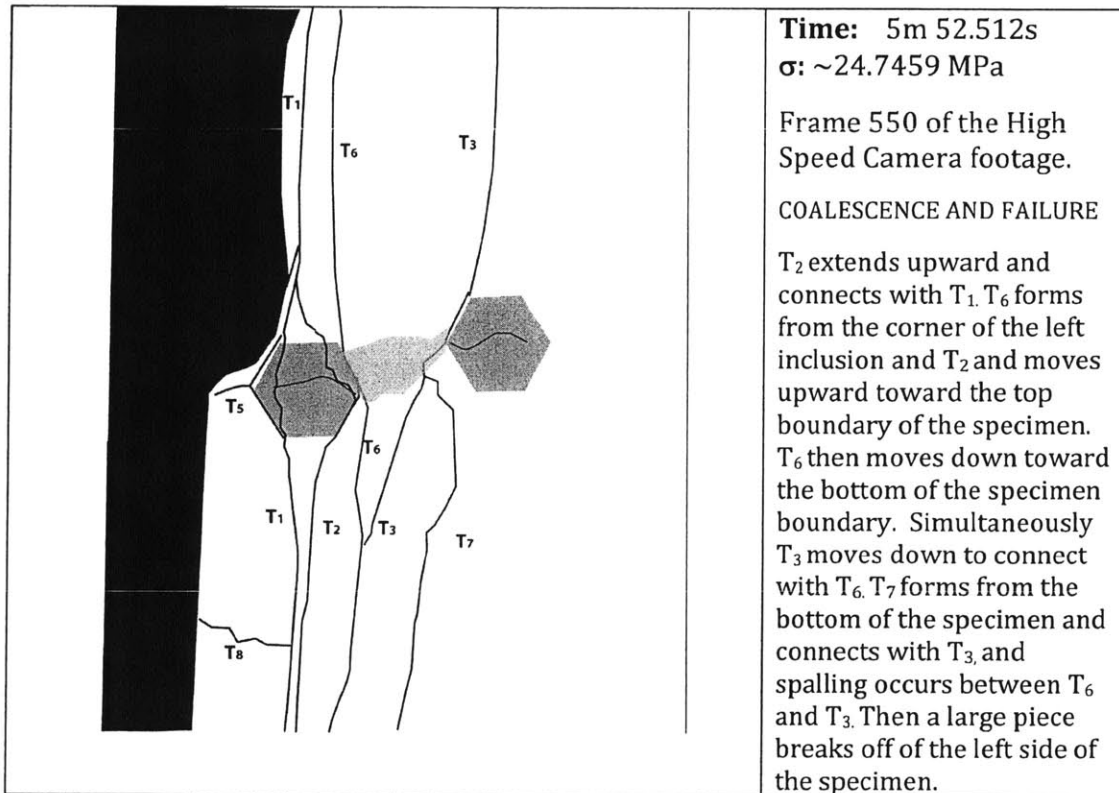 T1
T6
T3
T5
T6
T1
T2
T3
T7
T8
Time: 5m 52.512s
σ: ~24.7459 MPa
Frame 550 of the High
Speed Camera footage.
COALESCENCE AND FAILURE
T2 extends upward and
connects with T1. T6 forms
from the corner of the left
inclusion and T2 and moves
upward toward the top
boundary of the specimen.
T6 then moves down toward
the bottom of the specimen
boundary. Simultaneously
T3 moves down to connect
with T6. T7 forms from the
bottom of the specimen and
connects with T3, and
spalling occurs between T6
and T3. Then a large piece
breaks off of the left side of
the specimen.